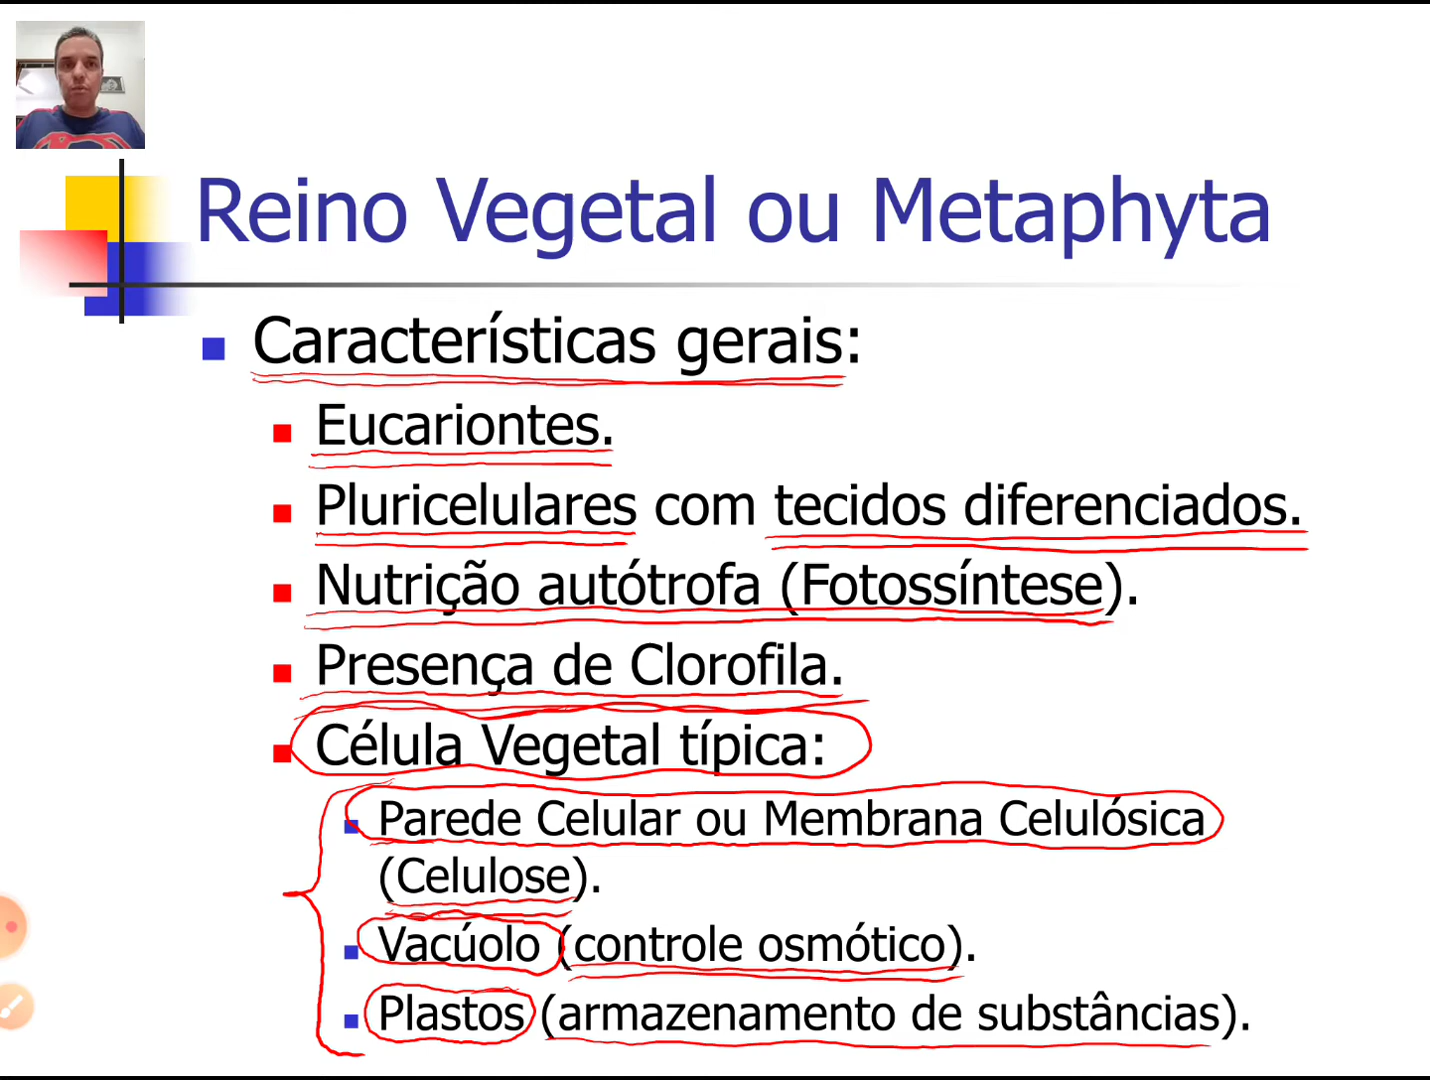 Reino Vegetal ou Metaphyta
Características gerais:
Eucariontes.
Pluricelulares com tecidos diferenciados.
Nutrição autótrofa (Fotossíntese).
Presença de Clorofila.
Célula Vegetal típica:
Parede Celular ou Membrana Celulósica
(Celulose).
Vacúolo (controle osmótico).
Plastos (armazenamento de substâncias).